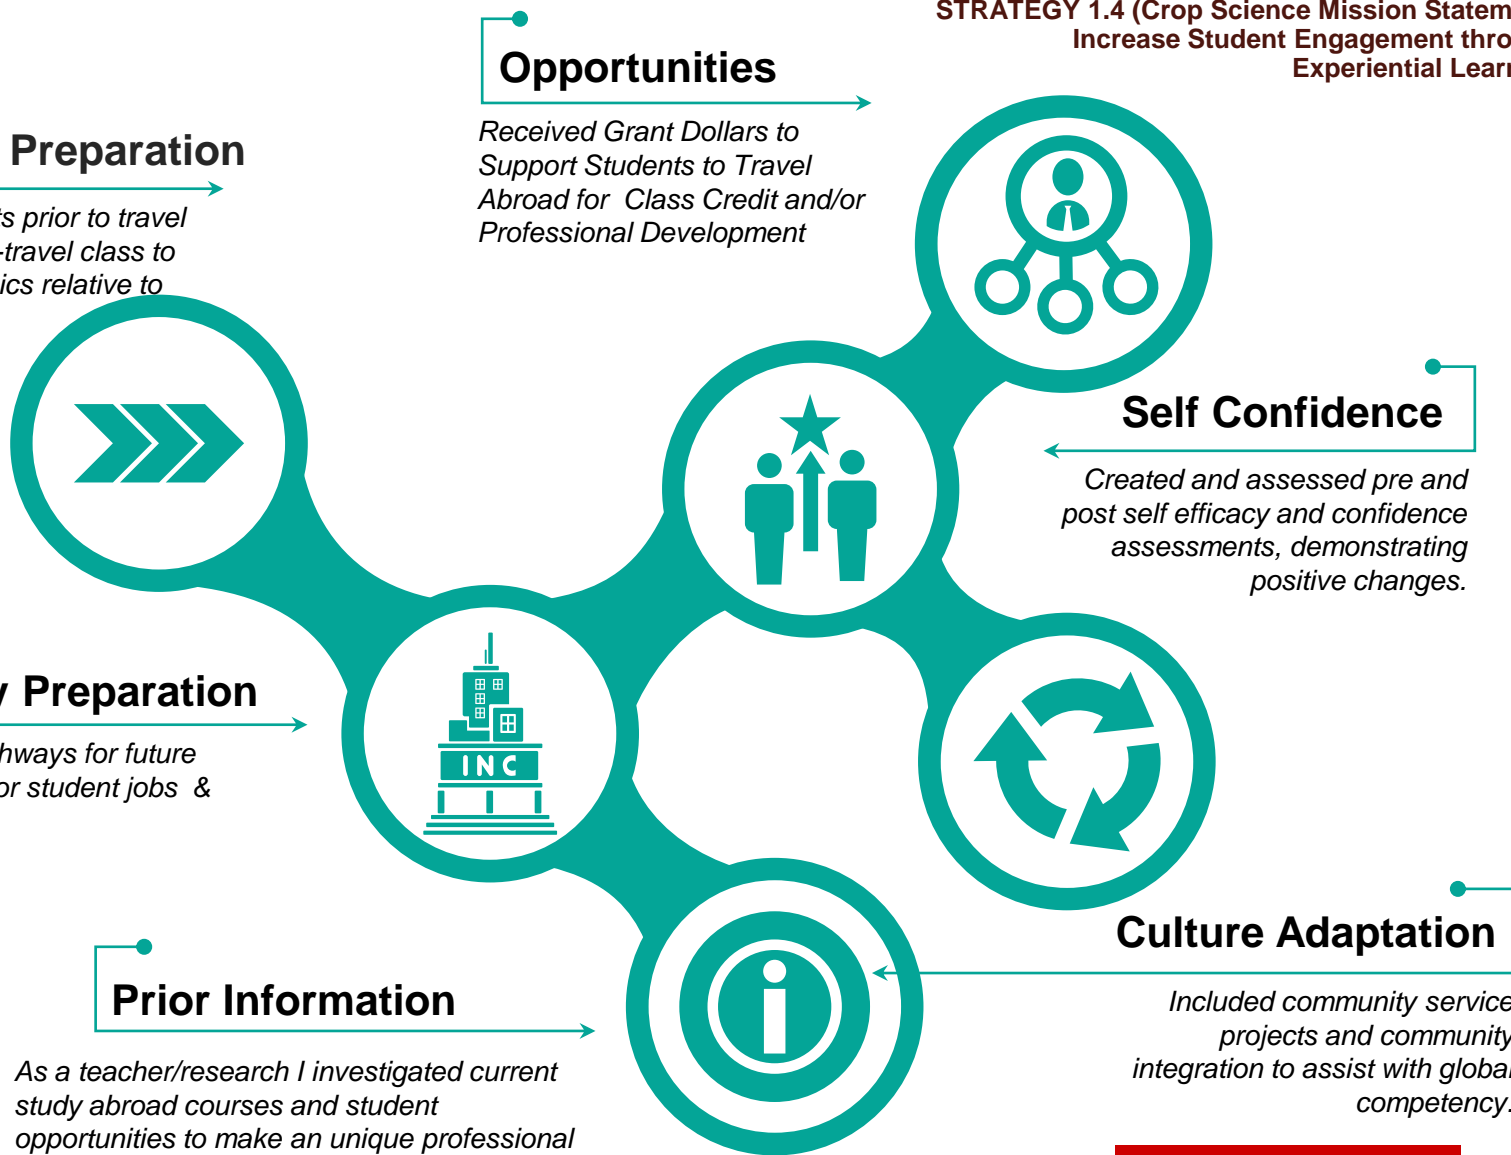 STRATEGY 1.4 (Crop Science Mission Statem
Increase Student Engagement thro
Experiential Lear
Opportunities
Received Grant Dollars to
Support Students to Travel
Abroad for Class Credit and/or
Professional Development
Preparation
ts prior to travel
-travel class to
ics relative to
Self Confidence
Created and assessed pre and
post self efficacy and confidence
assessments, demonstrating
positive changes.
y Preparation
hways for future
or student jobs &
INC
Culture Adaptation
Included community service
projects and community
integration to assist with global
competency.
Prior Information
As a teacher/research I investigated current
study abroad courses and student
opportunities to make an unique professional